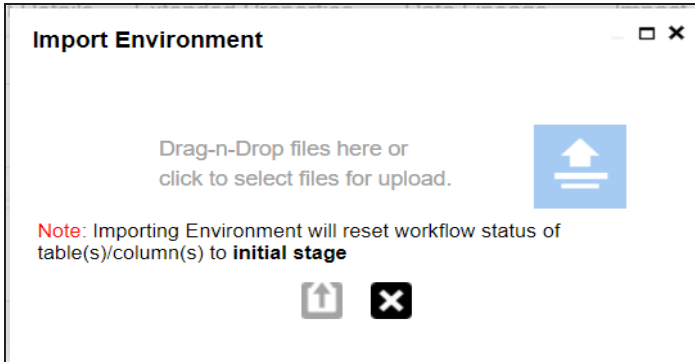 Import Environment
Drag-n-Drop files here or
click to select files for upload.
Note: Importing Environment will reset workflow status of
table(s)/column(s) to initial stage